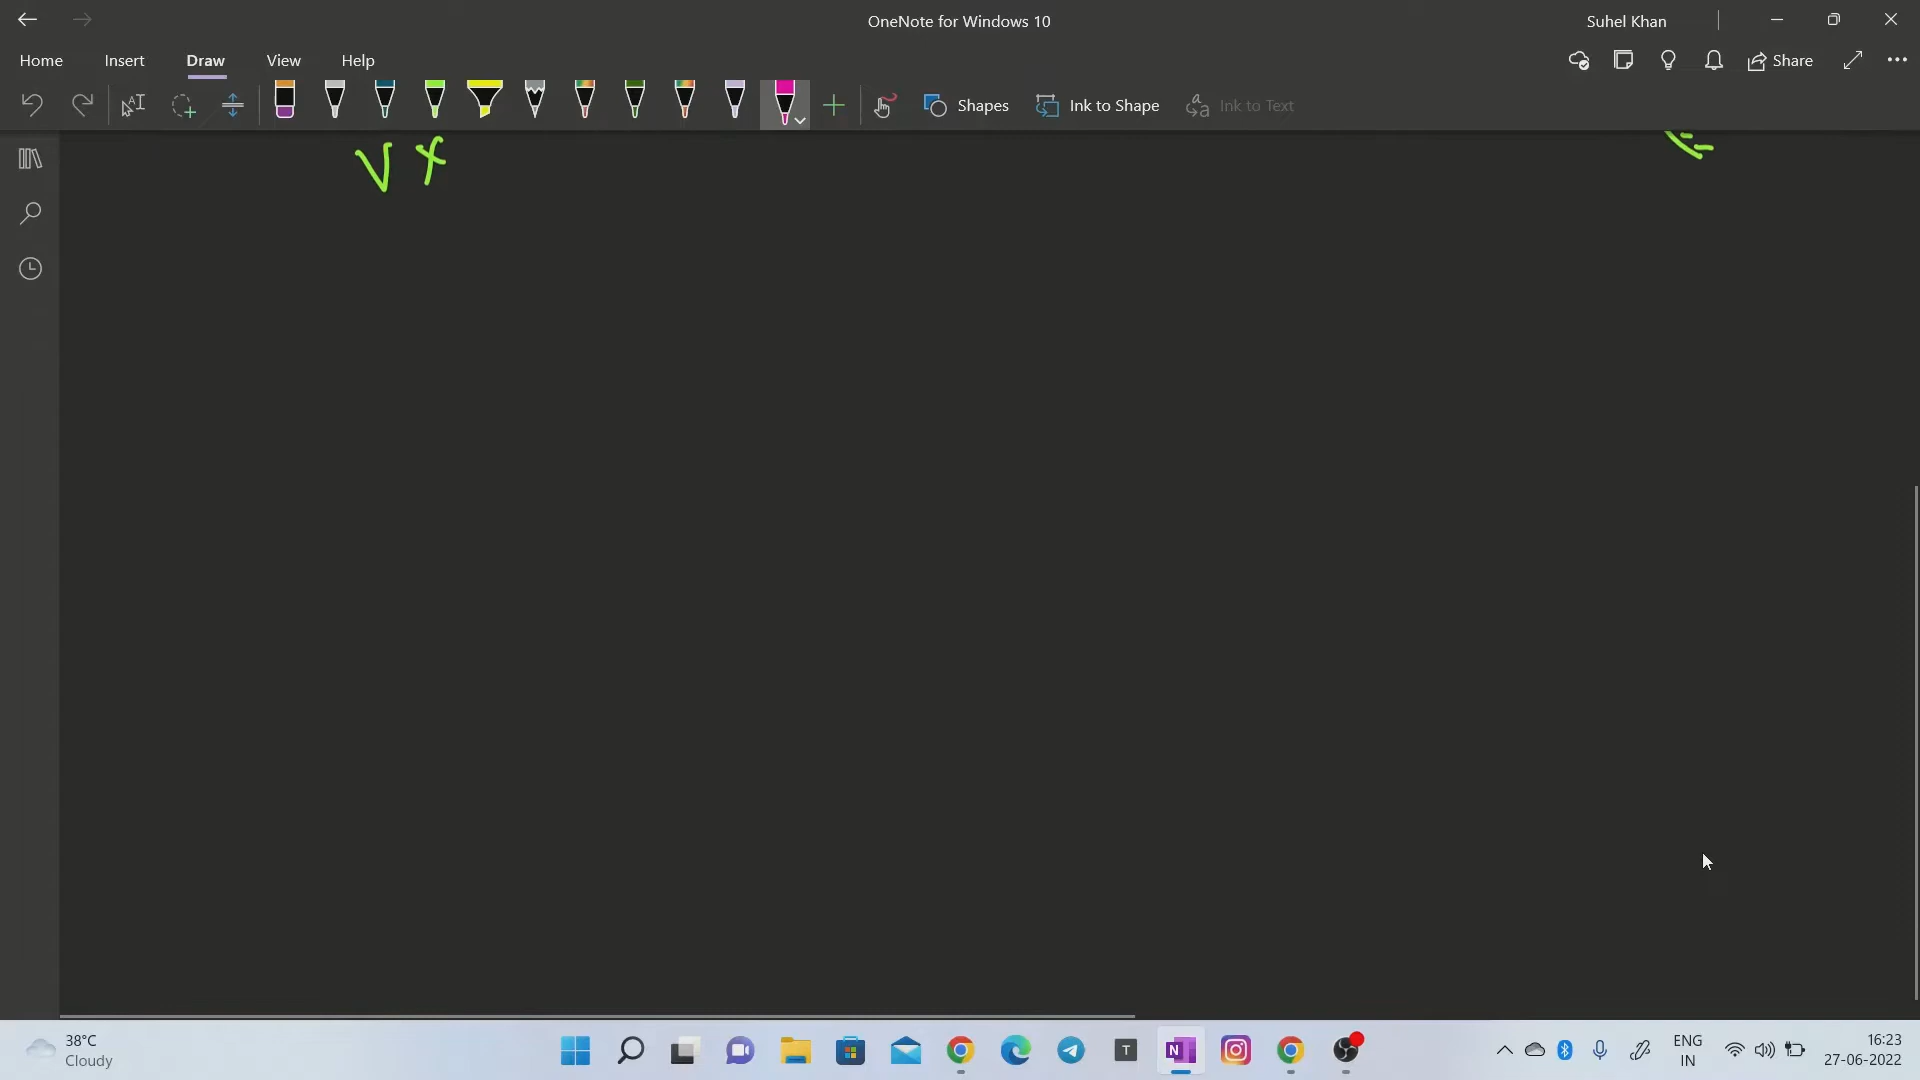 OneNote for Windows 10
Suhel Khan
Home Insert Draw View Help
Share
Shapes Ink to Shape Ink to Text
V x
38°C
Cloudy
ENG
IN
16:23
27-06-2022